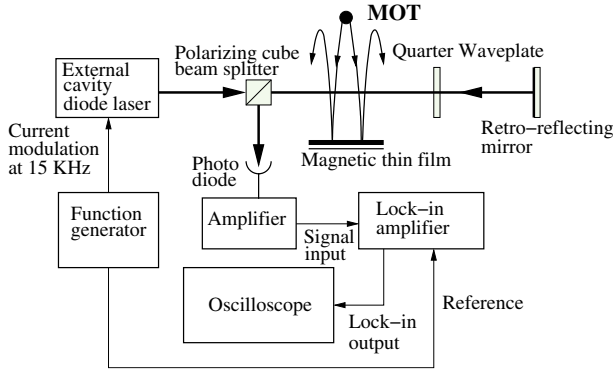 MOT
Polarizing cube
beam splitter
Quarter Waveplate
External
cavity
diode laser
Retro−reflecting
mirror
Current
modulation
at 15 KHz
Magnetic thin film
Photo
diode
Function
generator
Amplifier
Signal
input
Lock−in
amplifier
Oscilloscope
Reference
Lock−in
output